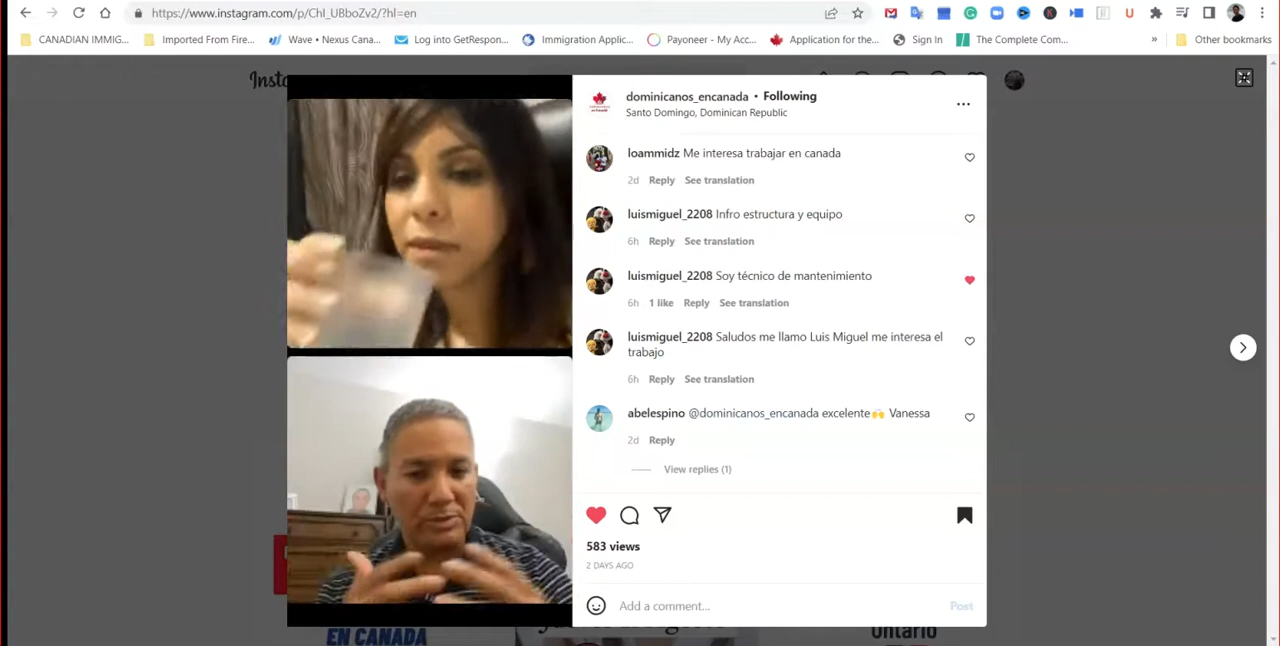 https://www.instagram.com/p/ChI_UBboZv2/?hl=en
CANADIAN IMMIG...
Imported From Fire...
Wave • Nexus Cana...
Log into GetRespon...
Immigration Applic...
Payoneer - My Acc...
Application for the...
Sign In
The Complete Com...
»
Other bookmarks
dominicanos_encanada • Following
Santo Domingo, Dominican Republic
loammidz Me interesa trabajar en canada
2d Reply See translation
luismiguel_2208 Infro estructura y equipo
6h Reply See translation
luismiguel_2208 Soy técnico de mantenimiento
6h 1 like Reply See translation
luismiguel_2208 Saludos me llamo Luis Miguel me interesa el
trabajo
6h Reply See translation
abelespino @dominicanos_encanada excelente🙌 Vanessa
2d Reply
View replies (1)
583 views
2 DAYS AGO
Add a comment...
Post
EN CANADA
Ontario